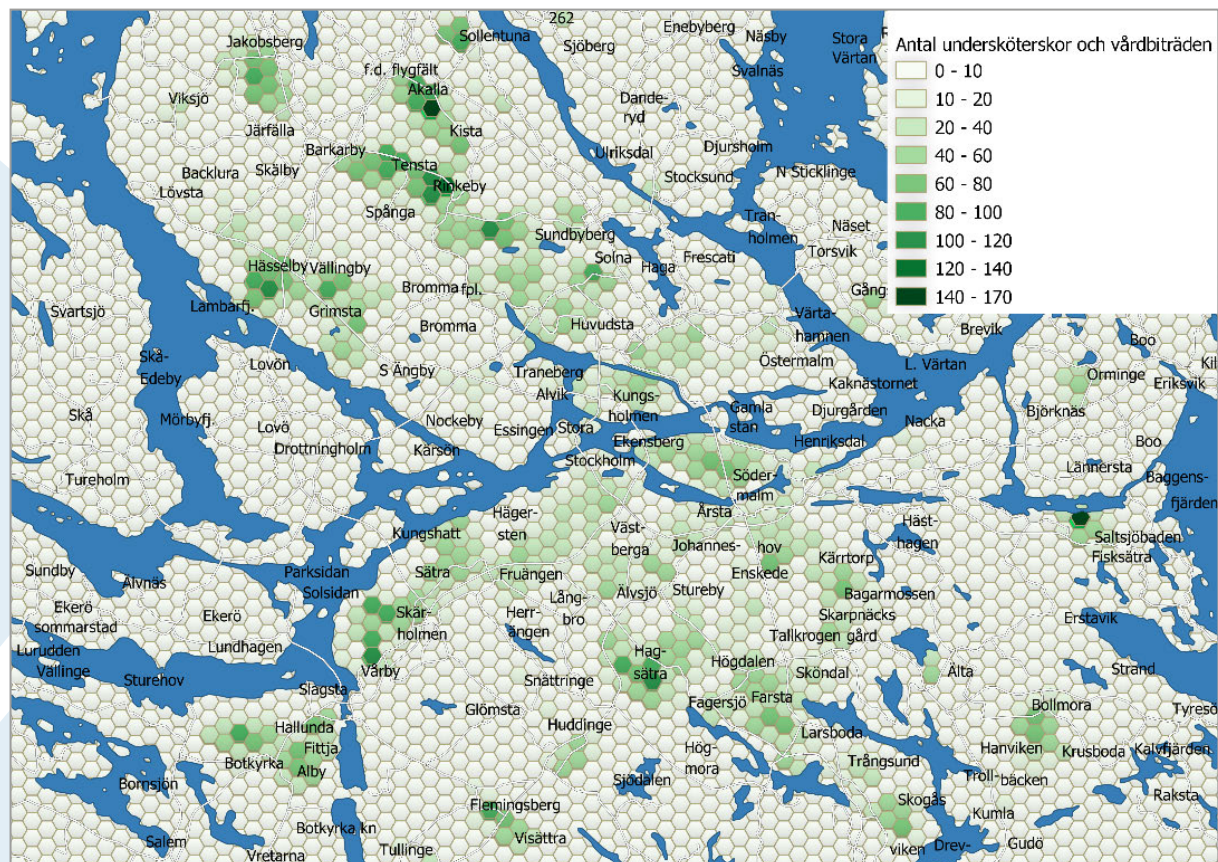 262
Sollentuna
Sjöberg
Enebyberg
Näsby
Stora
Värtan
Jakobsberg
Svalnäs
f.d. flygfält
Akalla
Viksjö
Dande-
ryd
Järfälla
Kista
Djursholm
Ulriksdal
Barkarby
Tensta
Backlura
Skälby
Rinkeby
Stocksund
N Sticklinge
Lövsta
Spånga
Tran-
holmen
Näset
Torsvik
Sundbyberg
Solna
Haga
Frescati
Hässelby
Vällingby
Bromma
fpl.
Gångs
Lambarfj.
Grimsta
Svartsjö
Bromma
Huvudsta
Värta-
hamnen
Brevik
Boo
Skå-
Edeby
Lovön
S Ängby
Östermalm
L. Värtan
Kil
Traneberg
Alvik
Kungs-
holmen
Kaknästornet
Orminge
Eriksvik
Skå
Mörbyfj.
Lovö
Nockeby
Gamla
stan
Djurgården
Björknäs
Essingen
Stora
Nacka
Drottningholm
Kärsön
Ekensberg
Henriksdal
Boo
Tureholm
Stockholm
Söder-
malm
Lännersta
Baggens-
fjärden
Häger-
sten
Årsta
Kungshatt
Väst-
berga
Johannes-
hov
Häst-
hagen
Saltsjöbaden
Fisksätra
Sundby
Älvnäs
Parksidan
Solsidan
Sätra
Fruängen
Enskede
Kärrtorp
Bagarmossen
Ekerö
sommarstad
Ekerö
Skär-
holmen
Lång-
bro
Älvsjö
Stureby
Skarpnäcks
gård
Erstavik
Herr-
ängen
Tallkrogen
Lurudden
Vällinge
Lundhagen
Vårby
Hag-
sätra
Högdalen
Sköndal
Älta
Strand
Sturehov
Slagsta
Snättringe
Fagersjö
Farsta
Glömsta
Bollmora
Tyresö
Hallunda
Huddinge
Larsboda
Fittja
Hög-
mora
Hanviken
Krusboda
Kalvfjärden
Botkyrka
Alby
Trångsund
Bornsjön
Sjödalen
Troll-
bäcken
Raksta
Flemingsberg
Skogås
Kumla
Botkyrka kn
Salem
Visättra
Gudö
Vretarna
Tullinge
viken
Drev-
Antal undersköterskor och vårdbiträden
0 - 10
10 - 20
20 - 40
40 - 60
60 - 80
80 - 100
100 - 120
120 - 140
140 - 170